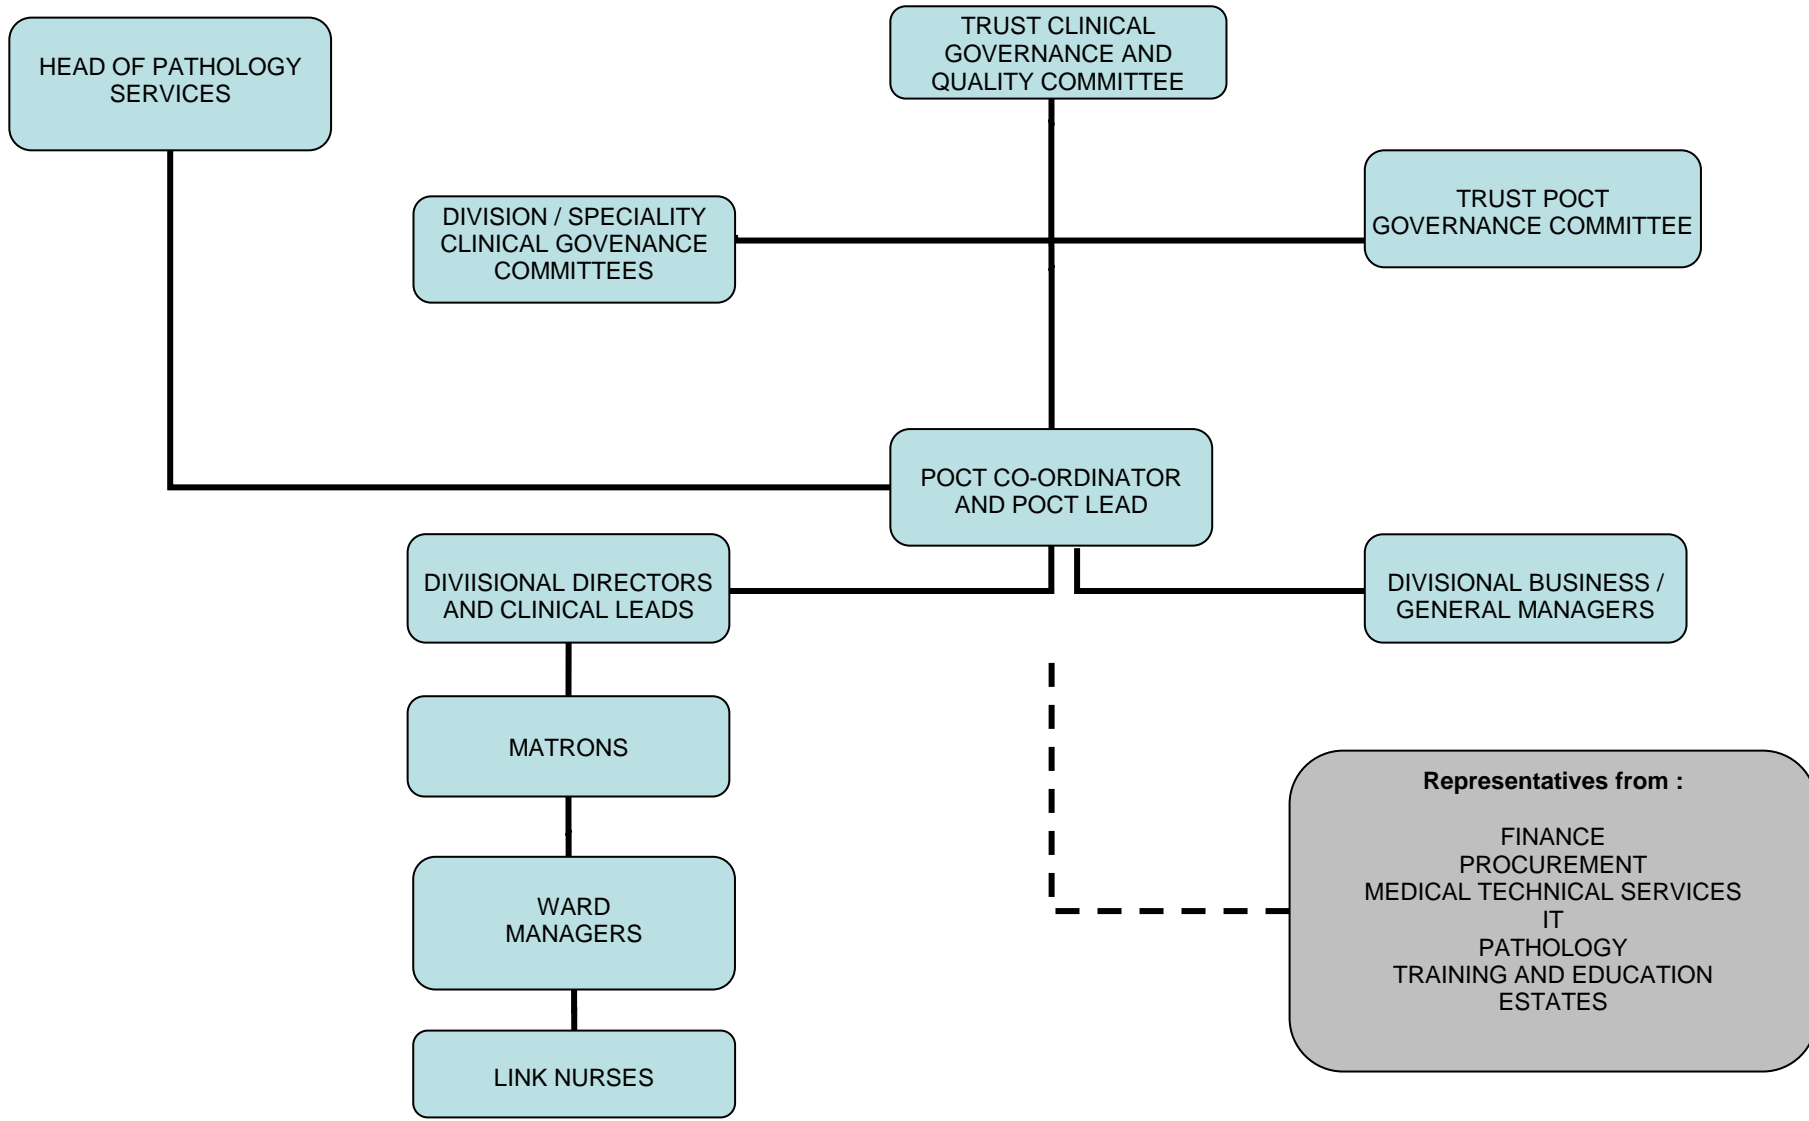 HEAD OF PATHOLOGY
SERVICES
TRUST CLINICAL
GOVERNANCE AND
QUALITY COMMITTEE
DIVISION / SPECIALITY
CLINICAL GOVENANCE
COMMITTEES
TRUST POCT
GOVERNANCE COMMITTEE
POCT CO-ORDINATOR
AND POCT LEAD
DIVIISIONAL DIRECTORS
AND CLINICAL LEADS
DIVISIONAL BUSINESS /
GENERAL MANAGERS
MATRONS
WARD
MANAGERS
LINK NURSES
Representatives from :
FINANCE
PROCUREMENT
MEDICAL TECHNICAL SERVICES
IT
PATHOLOGY
TRAINING AND EDUCATION
ESTATES